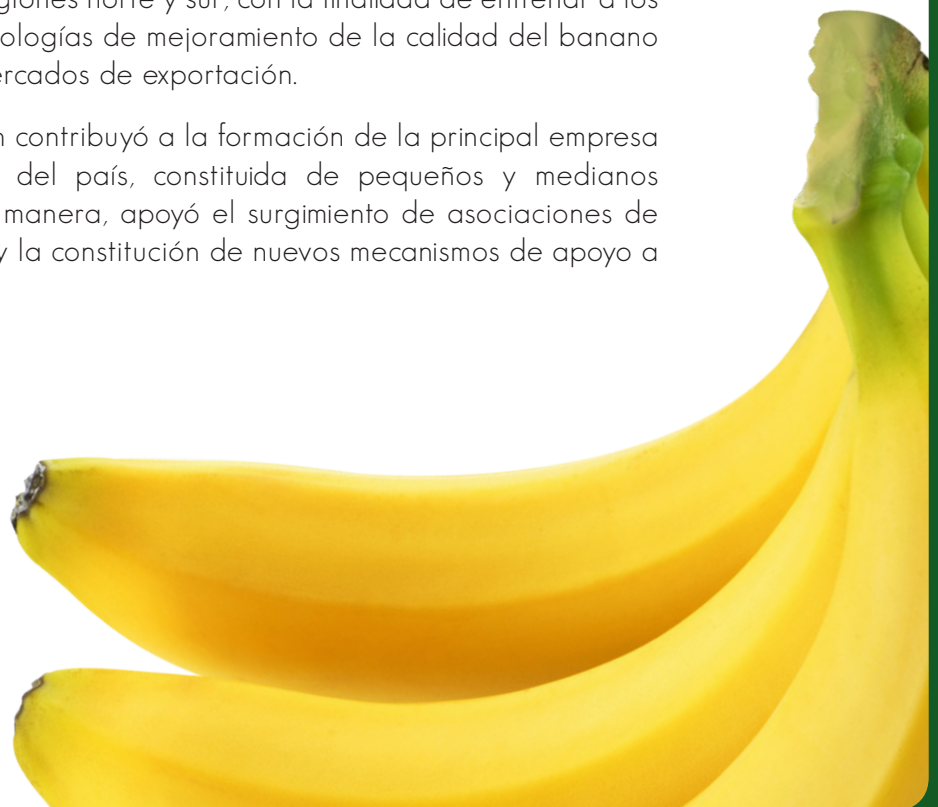 norte y sur, con la finalidad de entrenar a los
ologías de mejoramiento de la calidad del banano
ercados de exportación.
n contribuyó a la formación de la principal empresa
del país, constituida de pequeños y medianos
manera, apoyó el surgimiento de asociaciones de
y la constitución de nuevos mecanismos de apoyo a